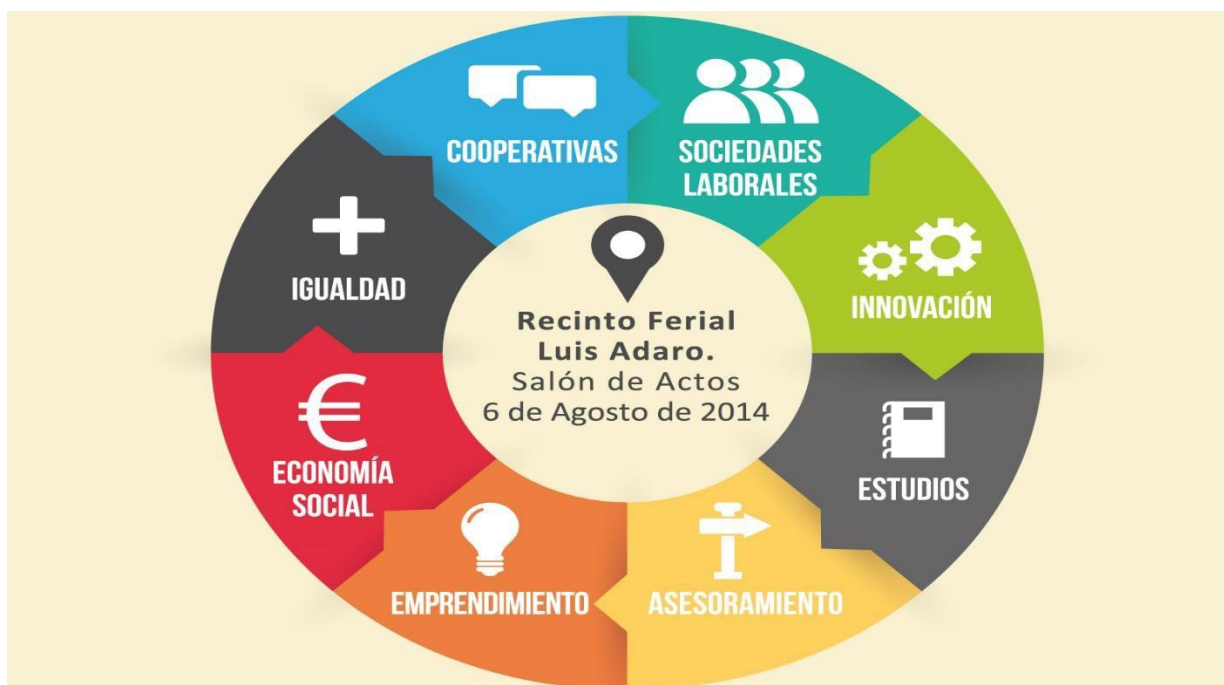 COOPERATIVAS
SOCIEDADES
LABORALES
INNOVACIÓN
ESTUDIOS
ASESORAMIENTO
EMPRENDIMIENTO
ECONOMÍA
SOCIAL
IGUALDAD
Recinto Ferial
Luis Adaro.
Salón de Actos
6 de Agosto de 2014